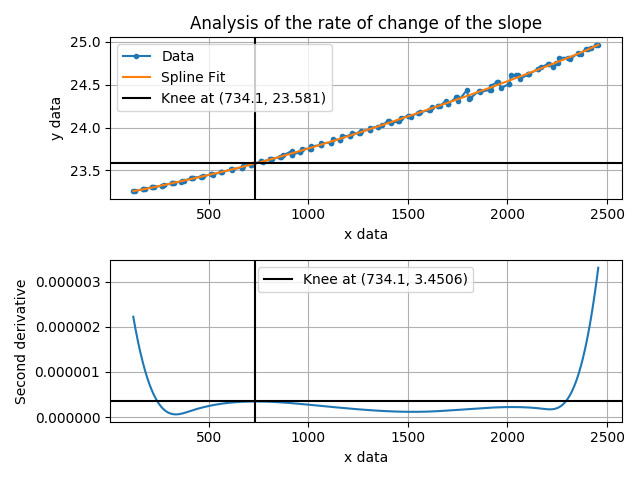 Analysis of the rate of change of the slope
25.0
24.5
24.0
23.5
y data
Data
Spline Fit
Knee at (734.1, 23.581)
500
1000
1500
2000
2500
x data
0.000003
0.000002
0.000001
0.000000
Second derivative
Knee at (734.1, 3.4506)
500
1000
1500
2000
2500
x data